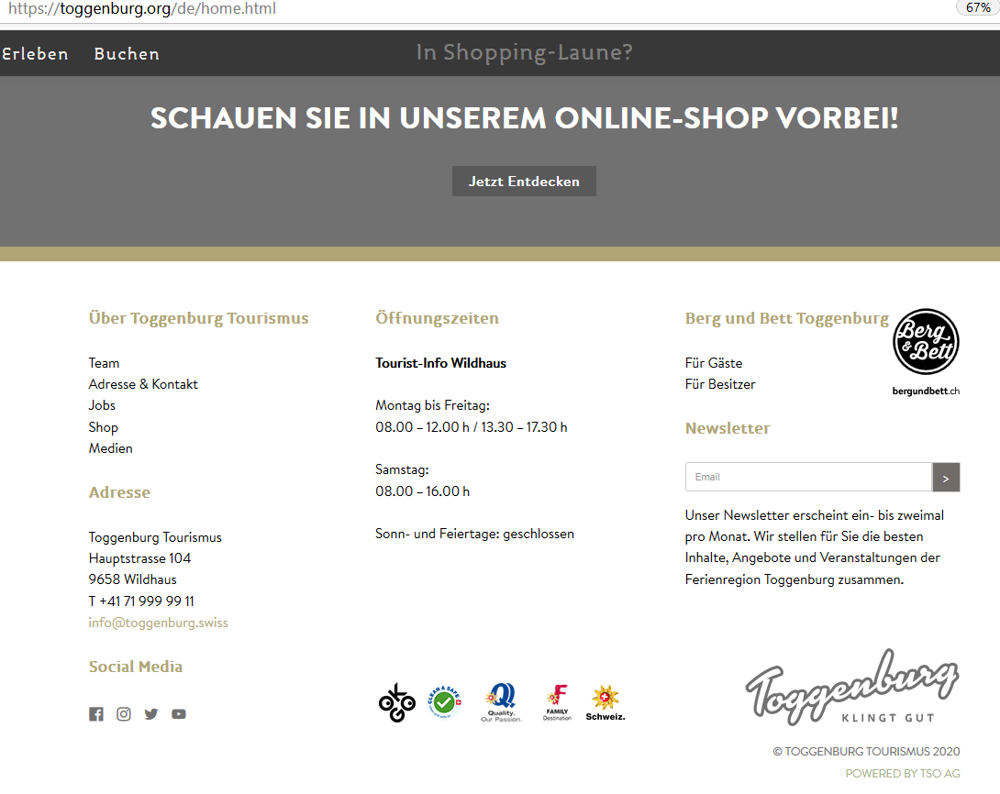 https://toggenburg.org/de/home.html
67%
Erleben
Buchen
In Shopping-Laune?
SCHAUEN SIE IN UNSEREM ONLINE-SHOP VORBEI!
Jetzt Entdecken
Über Toggenburg Tourismus
Team
Adresse & Kontakt
Jobs
Shop
Medien
Adresse
Toggenburg Tourismus
Hauptstrasse 104
9658 Wildhaus
T +41 71 999 99 11
info@toggenburg.swiss
Social Media
Öffnungszeiten
Tourist-Info Wildhaus
Montag bis Freitag:
08.00 – 12.00 h / 13.30 – 17.30 h
Samstag:
08.00 – 16.00 h
Sonn- und Feiertage: geschlossen
CLEAN & SAFE
Q
Quality.
Our Passion.
F
FAMILY
Destination
Schweiz.
Berg und Bett Toggenburg
Für Gäste
Für Besitzer
Berg
& Bett
bergundbett.ch
Newsletter
Email
>
Unser Newsletter erscheint ein- bis zweimal
pro Monat. Wir stellen für Sie die besten
Inhalte, Angebote und Veranstaltungen der
Ferienregion Toggenburg zusammen.
Toggenburg
KLINGT GUT
© TOGGENBURG TOURISMUS 2020
POWERED BY TSO AG